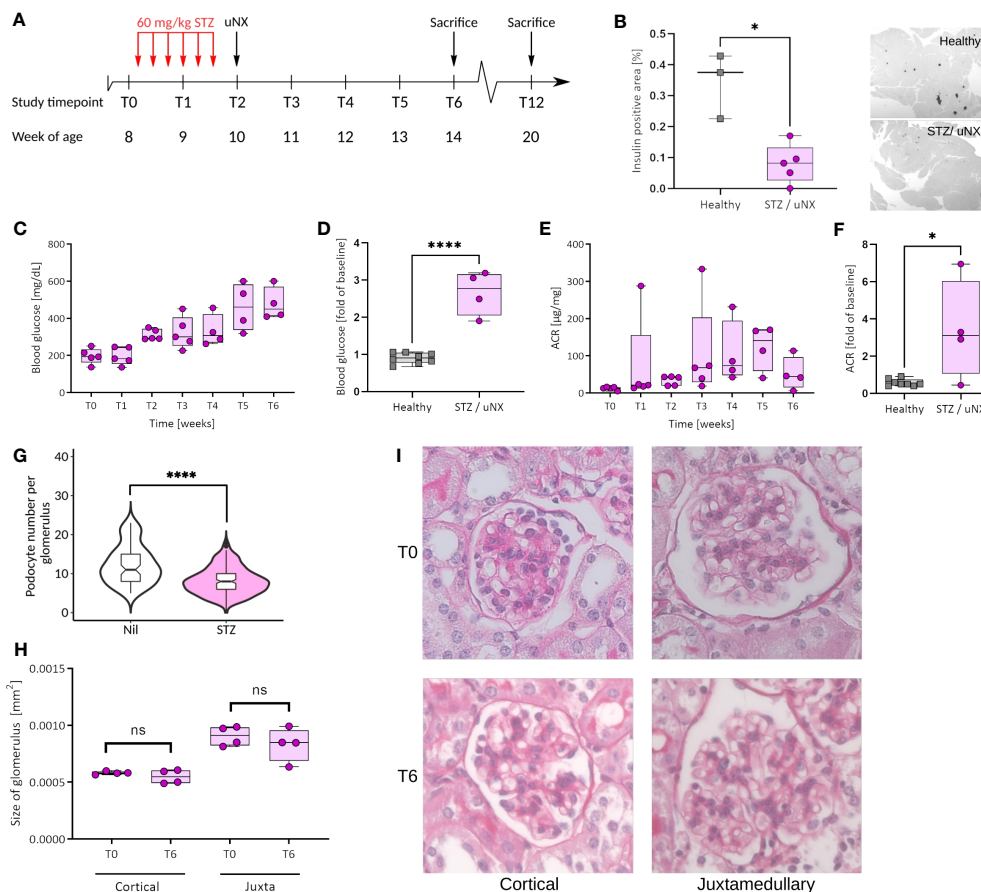 A
60 mg/kg STZ uNX Sacrifice Sacrifice
Study timepoint T0 T1 T2 T3 T4 T5 T6 T12
Week of age 8 9 10 11 12 13 14 20
B
Insulin positive area [%]
0.5
0.4
0.3
0.2
0.1
0.0
*
Healthy STZ / uNX
Healthy
STZ/ uNX
C
Blood glucose [mg/dL]
800
600
400
200
0
T0 T1 T2 T3 T4 T5 T6
Time [weeks]
D
Blood glucose [fold of baseline]
4
3
2
1
0
****
Healthy STZ / uNX
E
ACR [µg/mg]
400
300
200
100
0
T0 T1 T2 T3 T4 T5 T6
Time [weeks]
F
ACR [fold of baseline]
8
6
4
2
0
*
Healthy STZ / uNX
G
Podocyte number per
glomerulus
40
30
20
10
0
****
Nil STZ
H
Size of glomerulus [mm²]
0.0015
0.0010
0.0005
0.0000
ns
ns
T0 T6 T0 T6
Cortical Juxta
I
T0
T6
Cortical Juxtamedullary